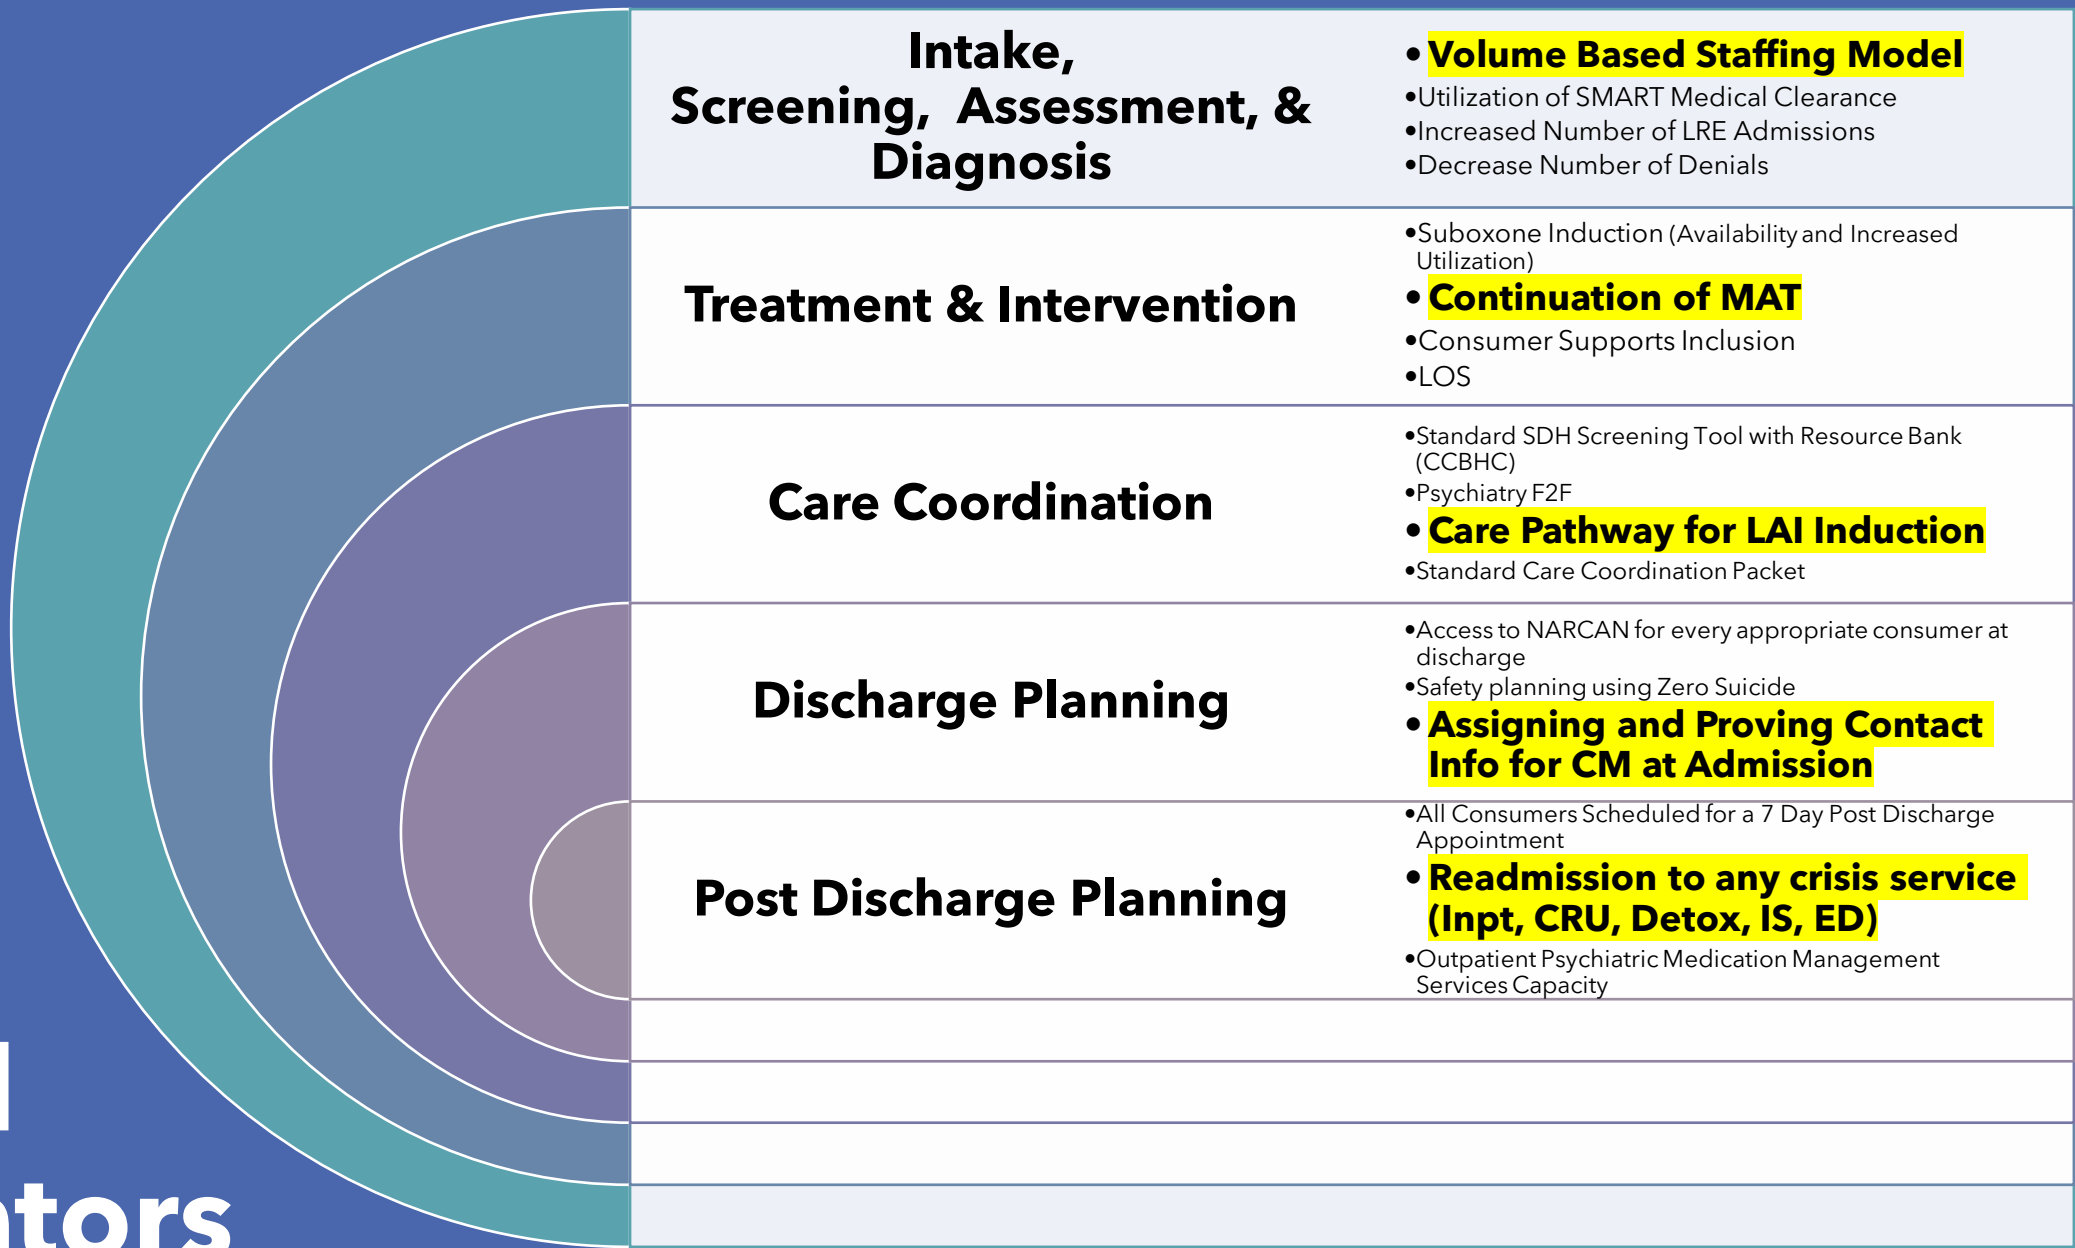 Intake,
Screening, Assessment, &
Diagnosis
•Volume Based Staffing Model
•Utilization of SMART Medical Clearance
•Increased Number of LRE Admissions
•Decrease Number of Denials
Treatment & Intervention
•Suboxone Induction (Availability and Increased
Utilization)
•Continuation of MAT
•Consumer Supports Inclusion
•LOS
Care Coordination
•Standard SDH Screening Tool with Resource Bank
(CCBHC)
•Psychiatry F2F
•Care Pathway for LAI Induction
•Standard Care Coordination Packet
Discharge Planning
•Access to NARCAN for every appropriate consumer at
discharge
•Safety planning using Zero Suicide
•Assigning and Proving Contact
Info for CM at Admission
Post Discharge Planning
•All Consumers Scheduled for a 7 Day Post Discharge
Appointment
•Readmission to any crisis service
(Inpt, CRU, Detox, IS, ED)
•Outpatient Psychiatric Medication Management
Services Capacity